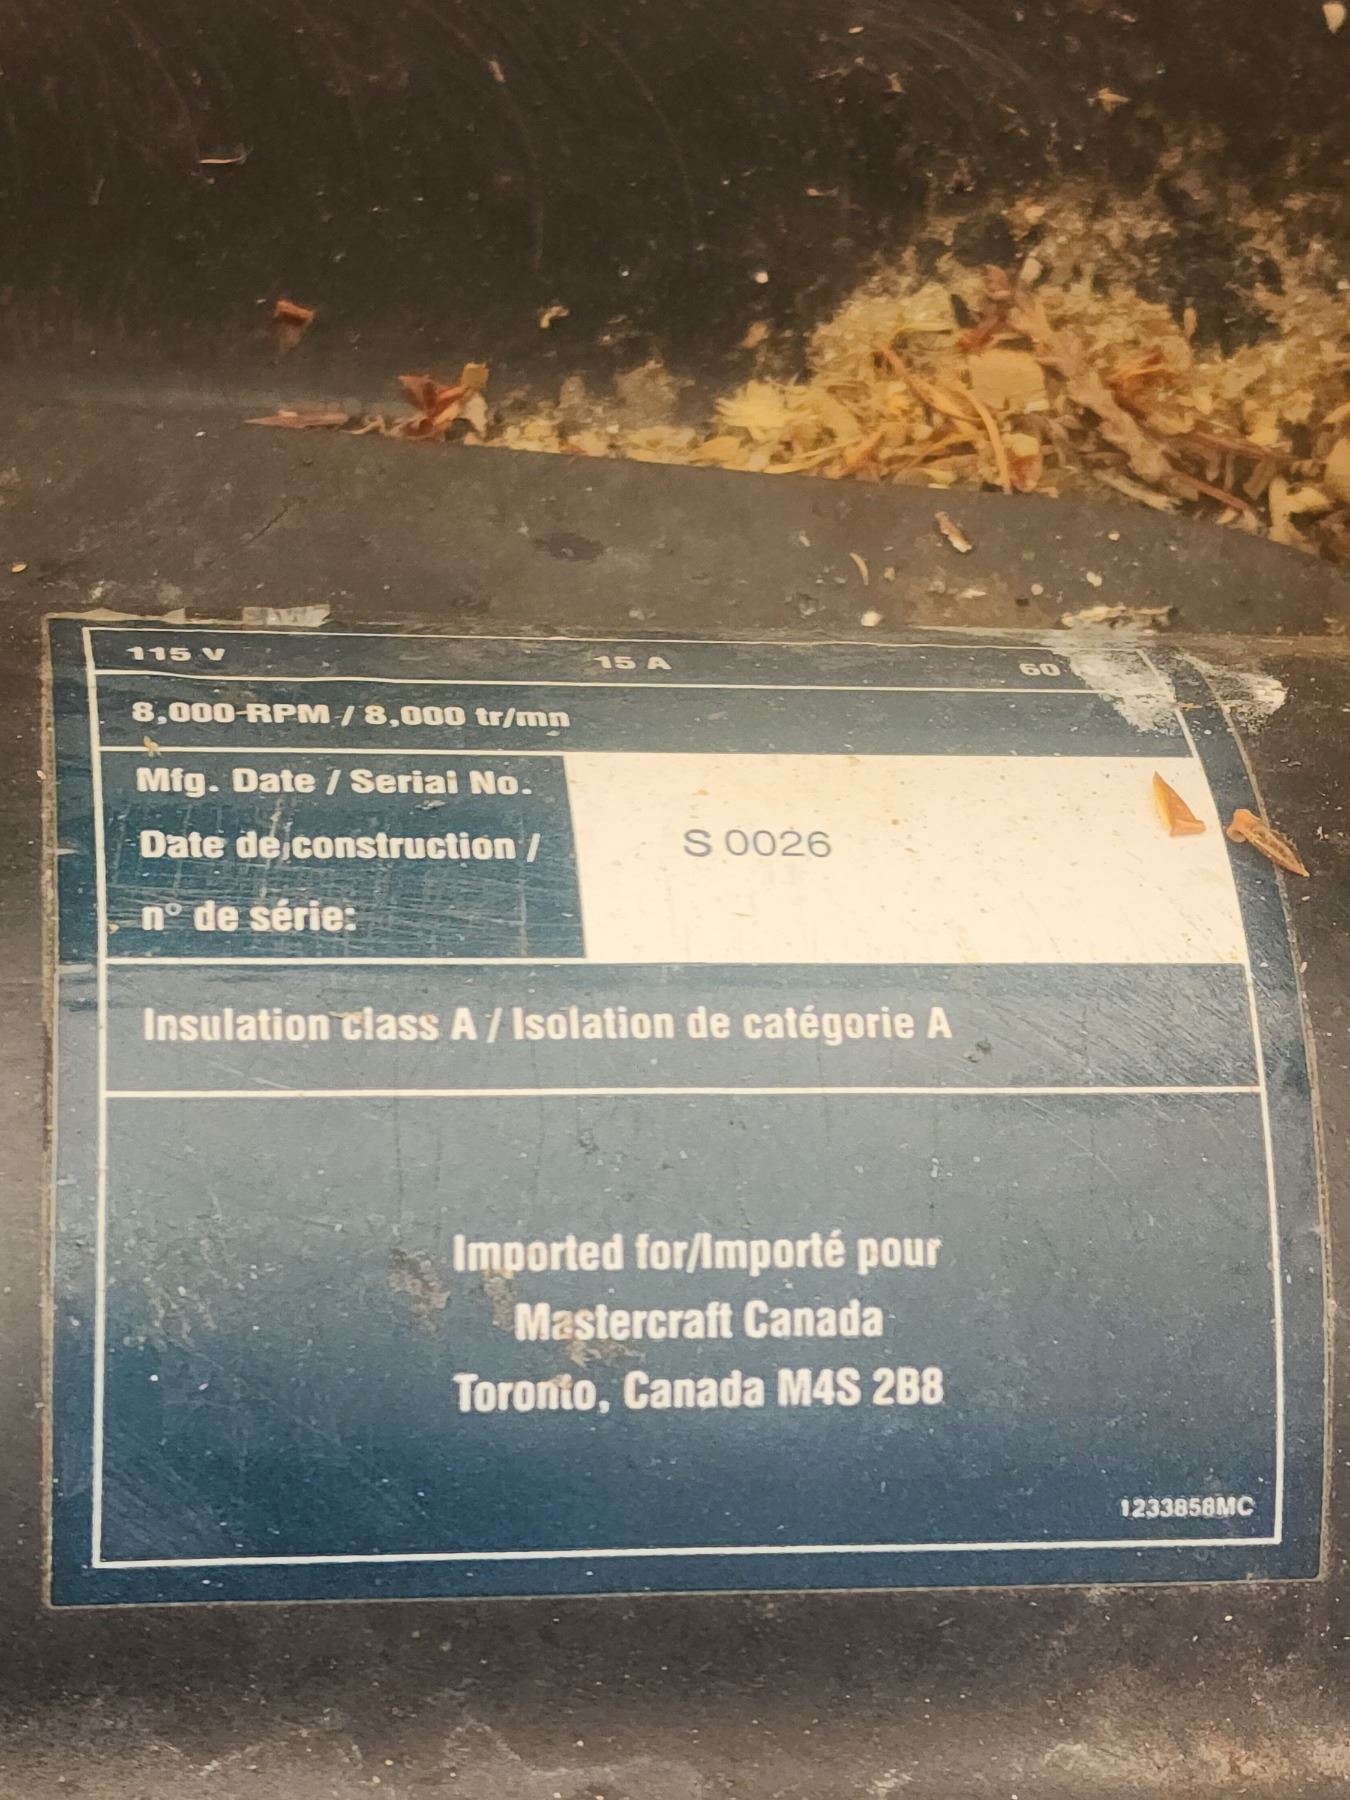 115 V 15 A 60
8,000 RPM / 8,000 tr/mn
Mfg. Date / Serial No.
Date de construction /
n° de série:
S 0026
Insulation class A / Isolation de catégorie A
Imported for/Importé pour
Mastercraft Canada
Toronto, Canada M4S 2B8
1233858MC